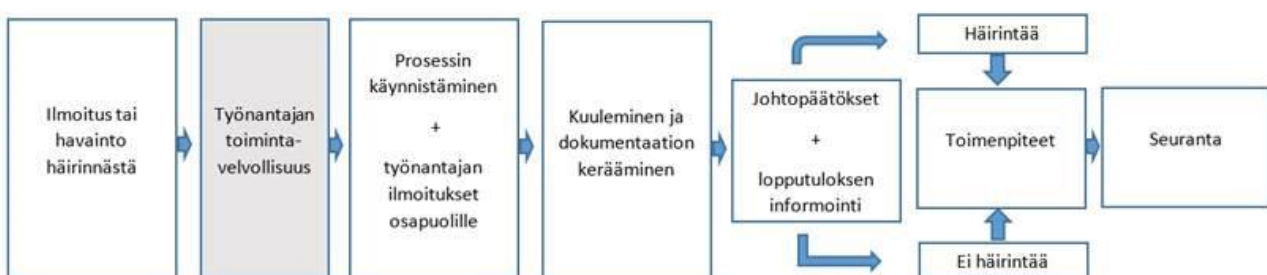 Ilmoitus tai
havainto
häirinnästä
Työnantajan
toiminta-
velvollisuus
Prosessin
käynnistäminen
+
työnantajan
ilmoitukset
osapuolille
Kuuleminen ja
dokumentaation
kerääminen
Johtopäätökset
+
lopputuloksen
informointi
Häirintää
Toimenpiteet
Ei häirintää
Seuranta